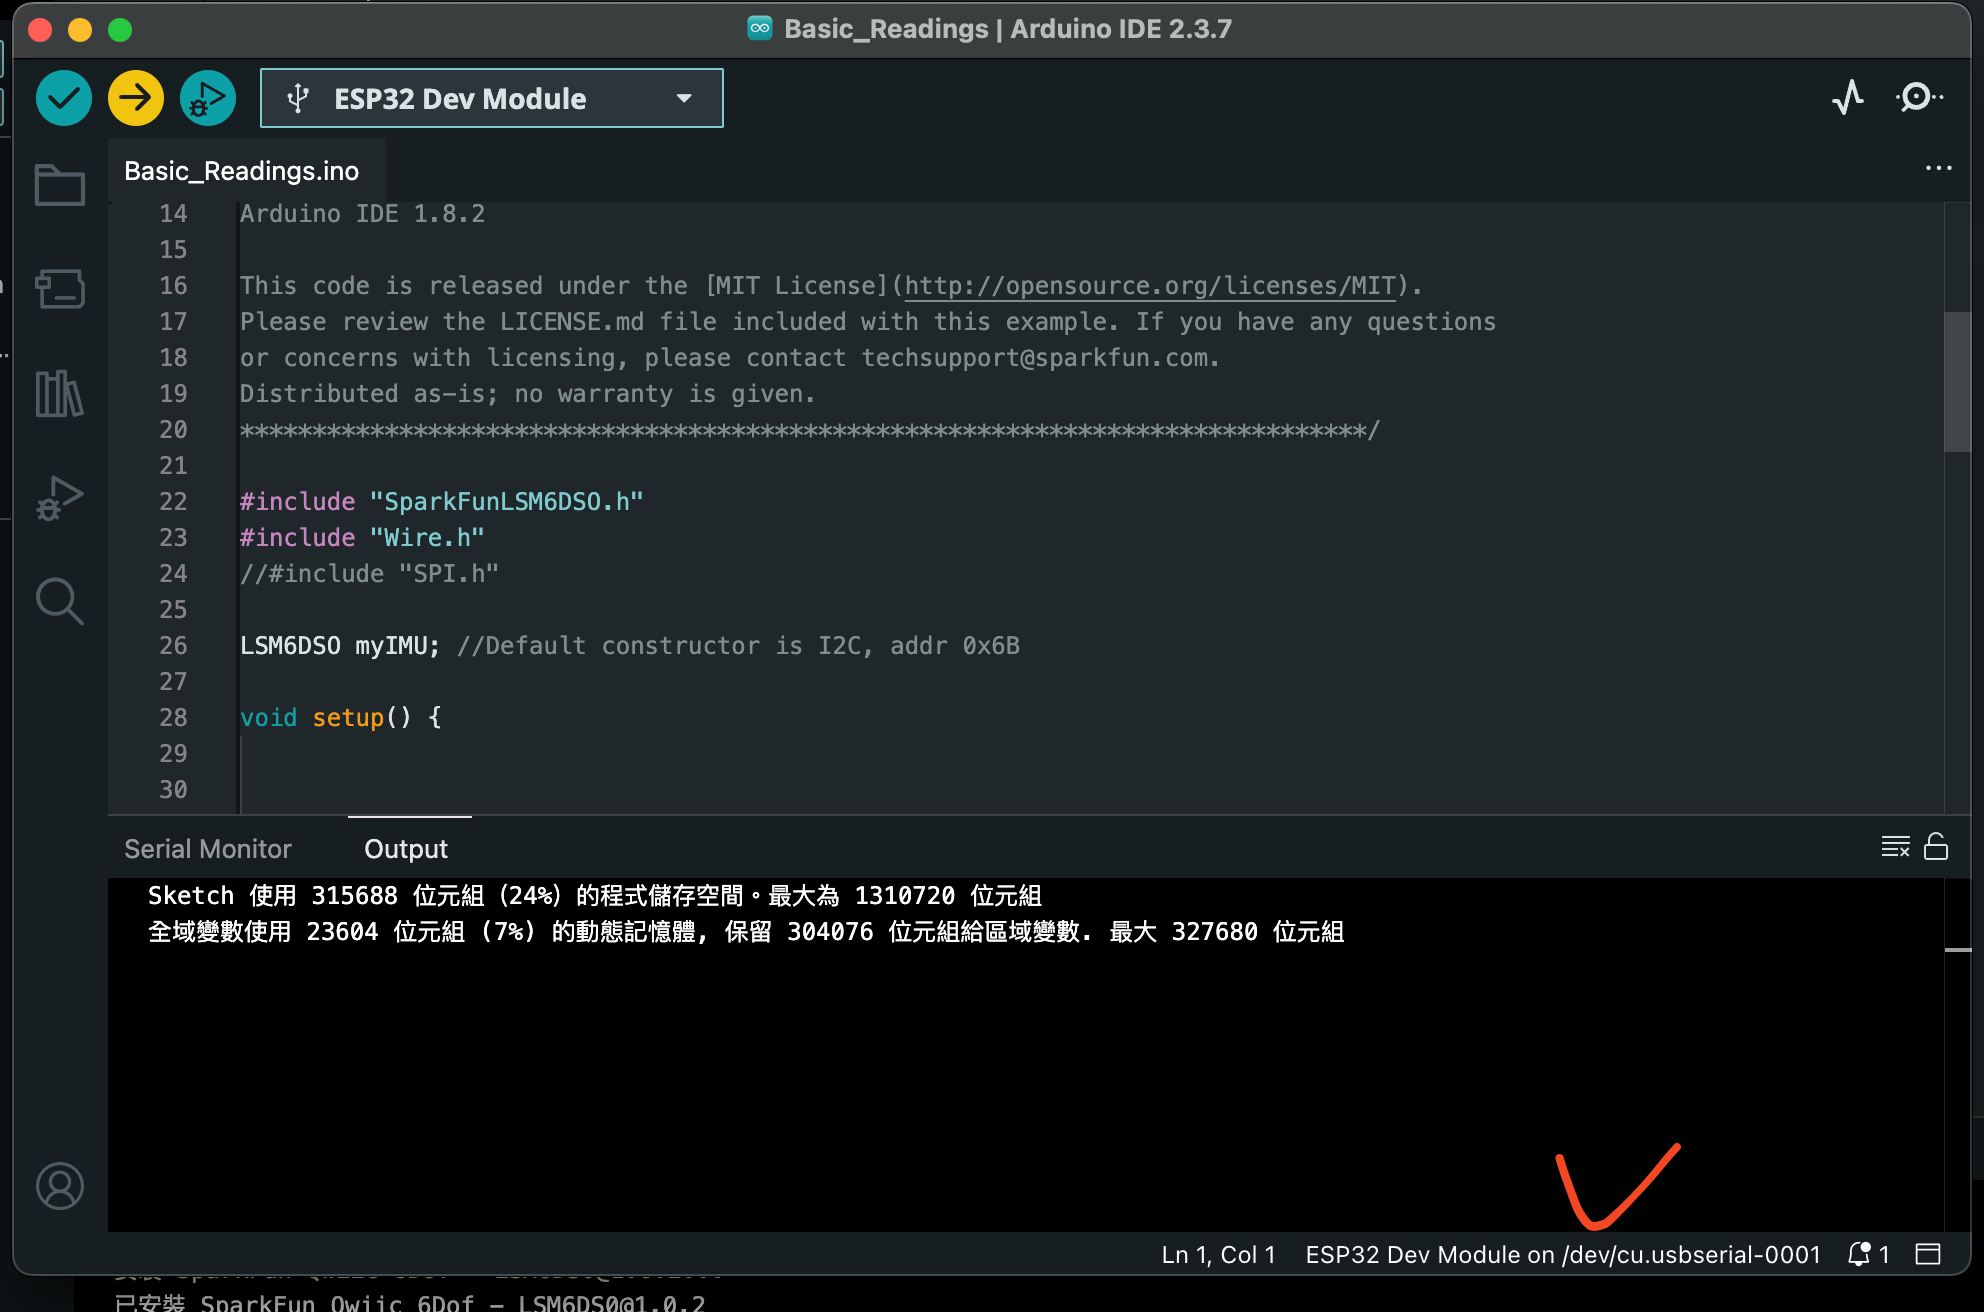 Basic_Readings | Arduino IDE 2.3.7
ESP32 Dev Module
Basic_Readings.ino
14 Arduino IDE 1.8.2
15
16 This code is released under the [MIT License](http://opensource.org/licenses/MIT).
17 Please review the LICENSE.md file included with this example. If you have any questions
18 or concerns with licensing, please contact techsupport@sparkfun.com.
19 Distributed as-is; no warranty is given.
20 ******************************************************************************/
21
22 #include "SparkFunLSM6DSO.h"
23 #include "Wire.h"
24 //#include "SPI.h"
25
26 LSM6DSO myIMU; //Default constructor is I2C, addr 0x6B
27
28 void setup() {
29
30
Serial Monitor Output
Sketch 使用 315688 位元組 (24%) 的程式儲存空間。最大為 1310720 位元組
全域變數使用 23604 位元組 (7%) 的動態記憶體, 保留 304076 位元組給區域變數. 最大 327680 位元組
Ln 1, Col 1 ESP32 Dev Module on /dev/cu.usbserial-0001 1
已安裝 SparkFun Qwiic 6Dof - LSM6DSO@1.0.2